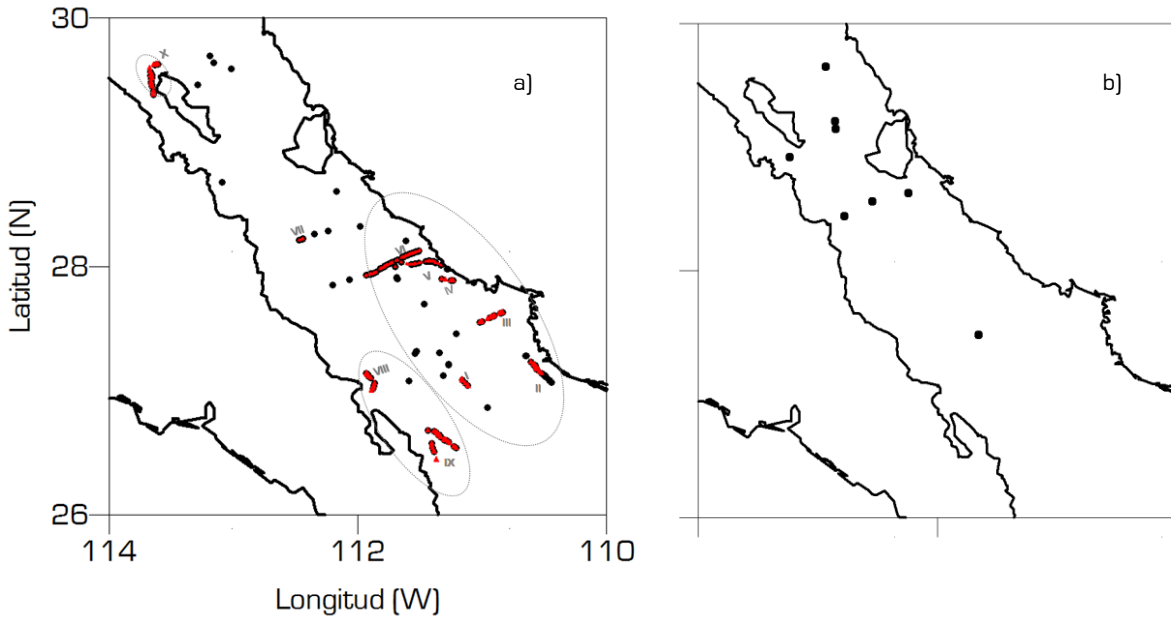 30
a)
b)
X
VII
VI
V
IV
28
III
VIII
I
II
IX
26
114
112
110
Latitud (N)
Longitud (W)